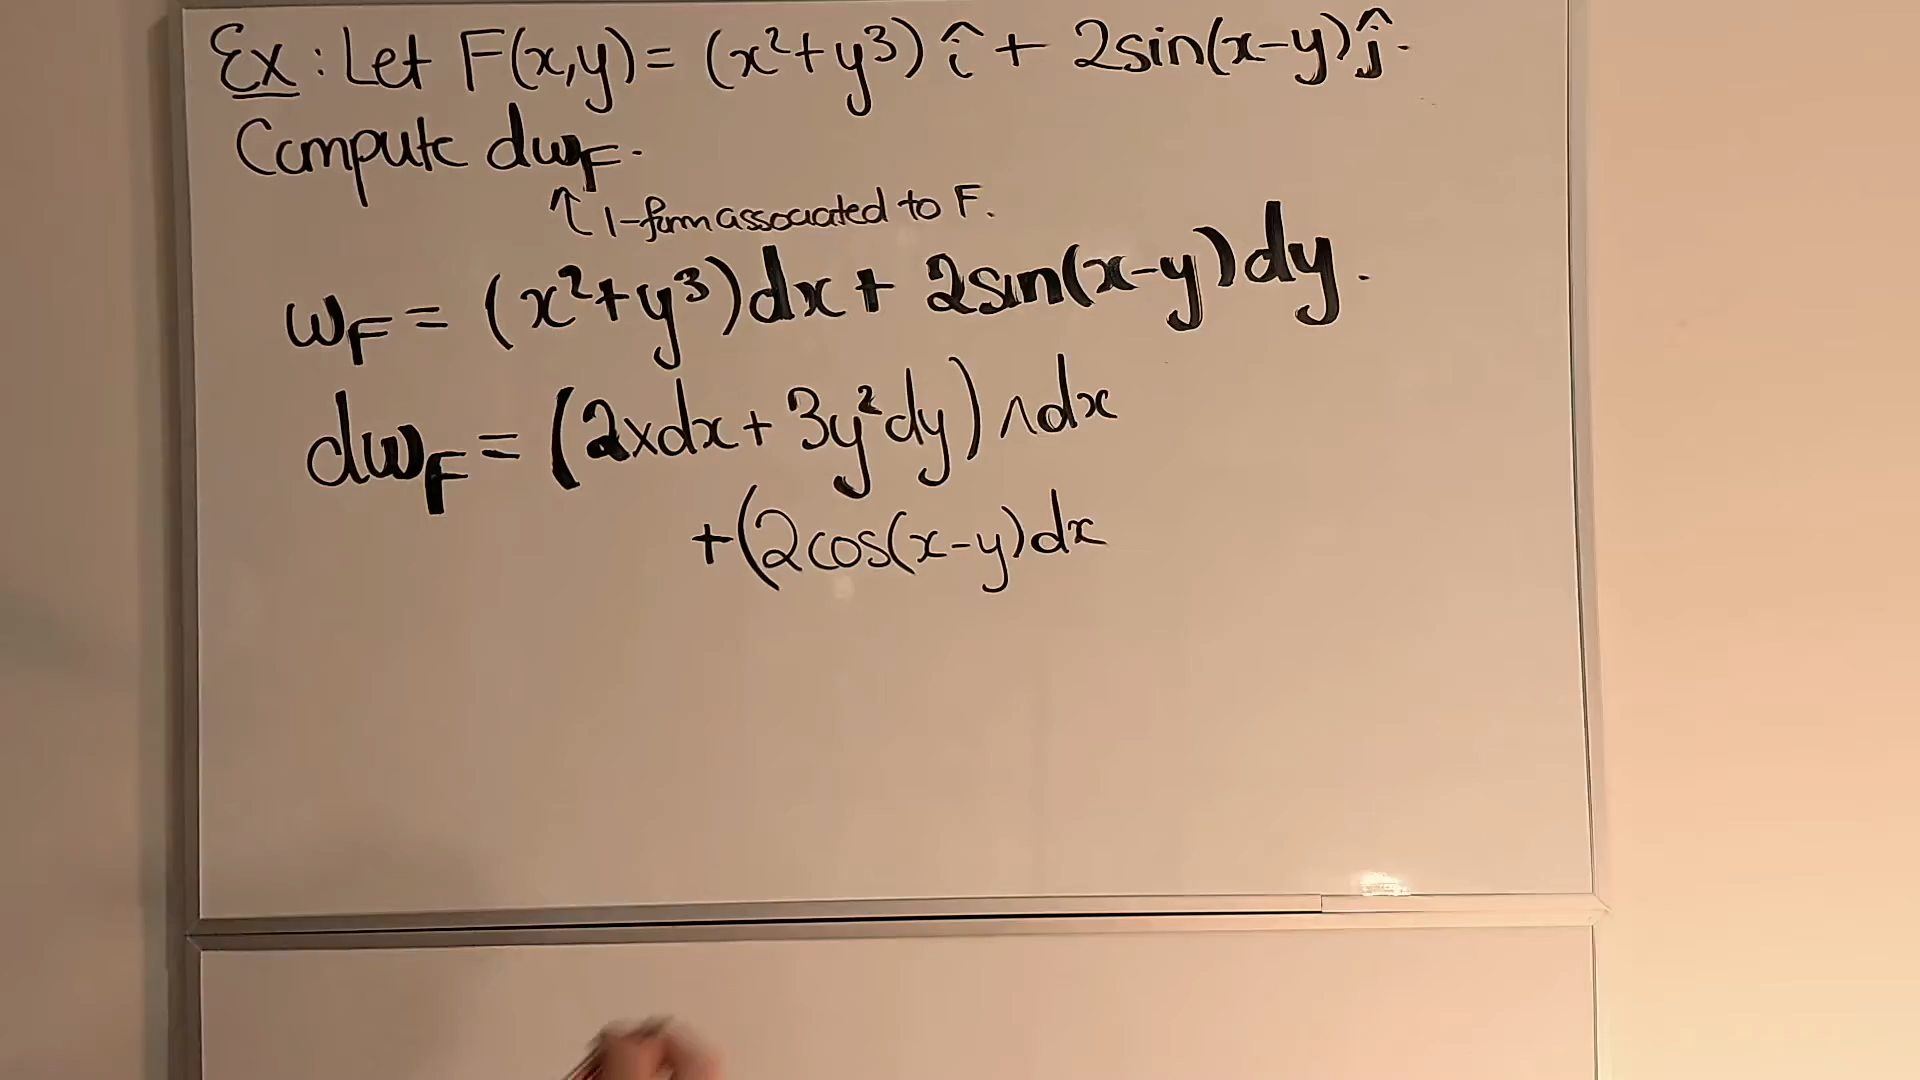 Ex: Let F(x,y) = (x²+y³) î + 2sin(x-y) ĵ.
Compute dω_F.
↑ 1-form associated to F.
ω_F = (x²+y³)dx + 2sin(x-y)dy.
dω_F = (2xdx + 3y²dy) ∧ dx
+ (2cos(x-y)dx